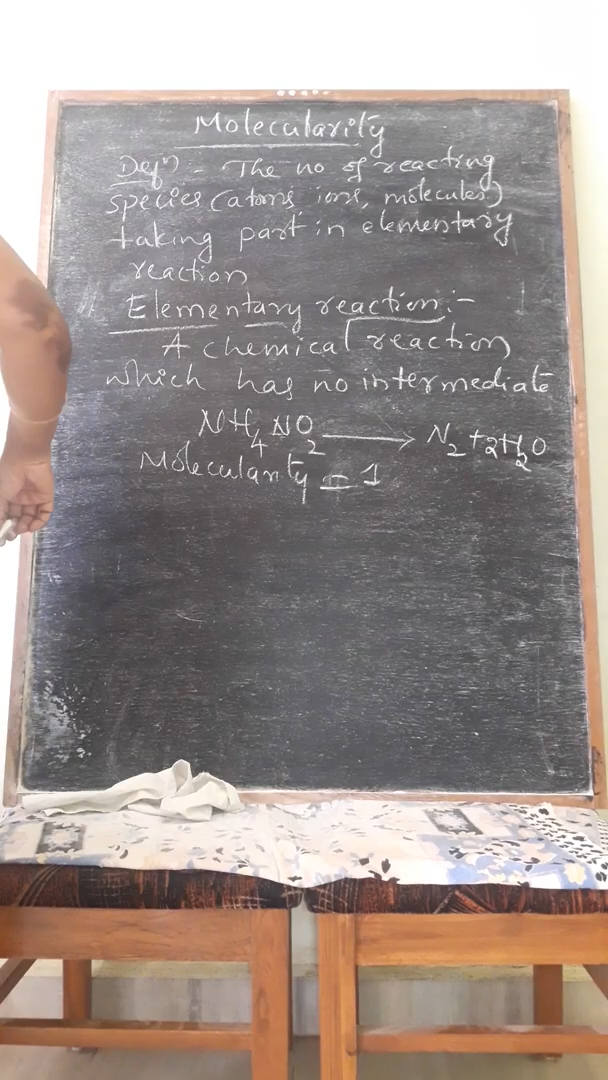 Molecularity
Defⁿ - The no of reacting
species (atoms ions, molecules)
taking part in elementary
reaction
Elementary reaction :-
A chemical reaction
which has no intermediate
NH₄NO₂ → N₂ + 2H₂O
Molecularity = 1